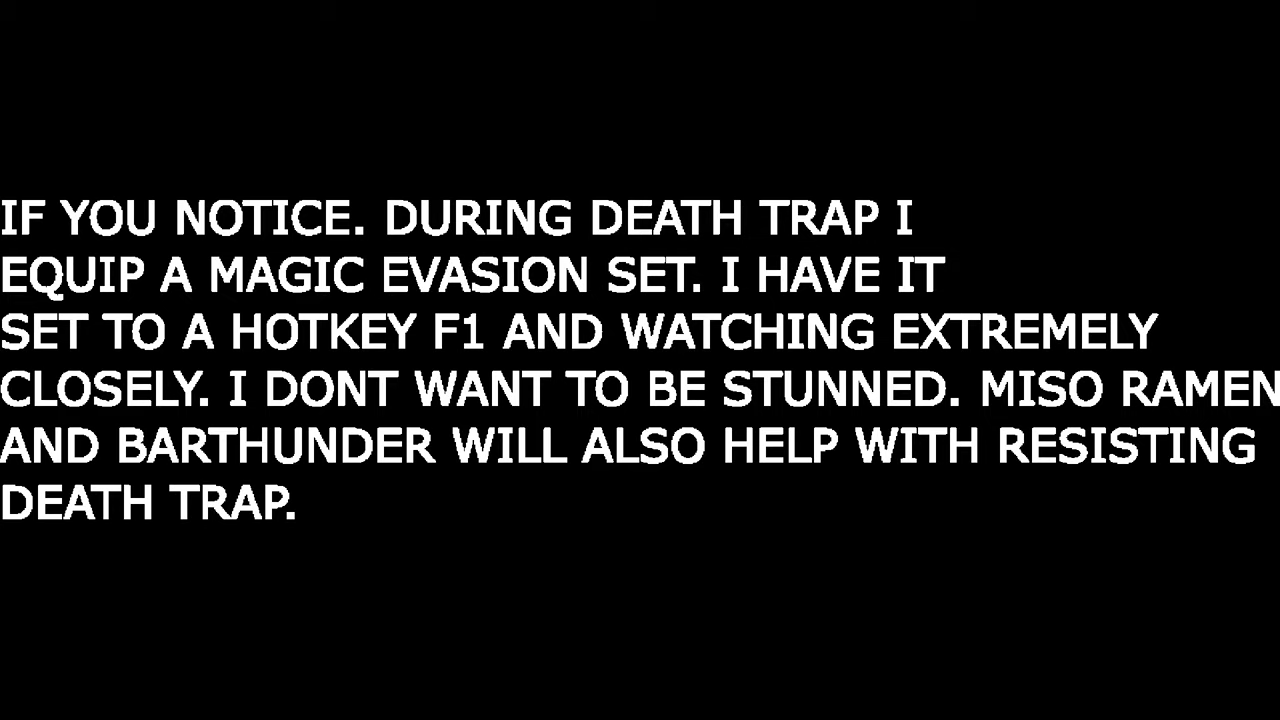 IF YOU NOTICE. DURING DEATH TRAP I
EQUIP A MAGIC EVASION SET. I HAVE IT
SET TO A HOTKEY F1 AND WATCHING EXTREMELY
CLOSELY. I DONT WANT TO BE STUNNED. MISO RAMEN
AND BARTHUNDER WILL ALSO HELP WITH RESISTING
DEATH TRAP.